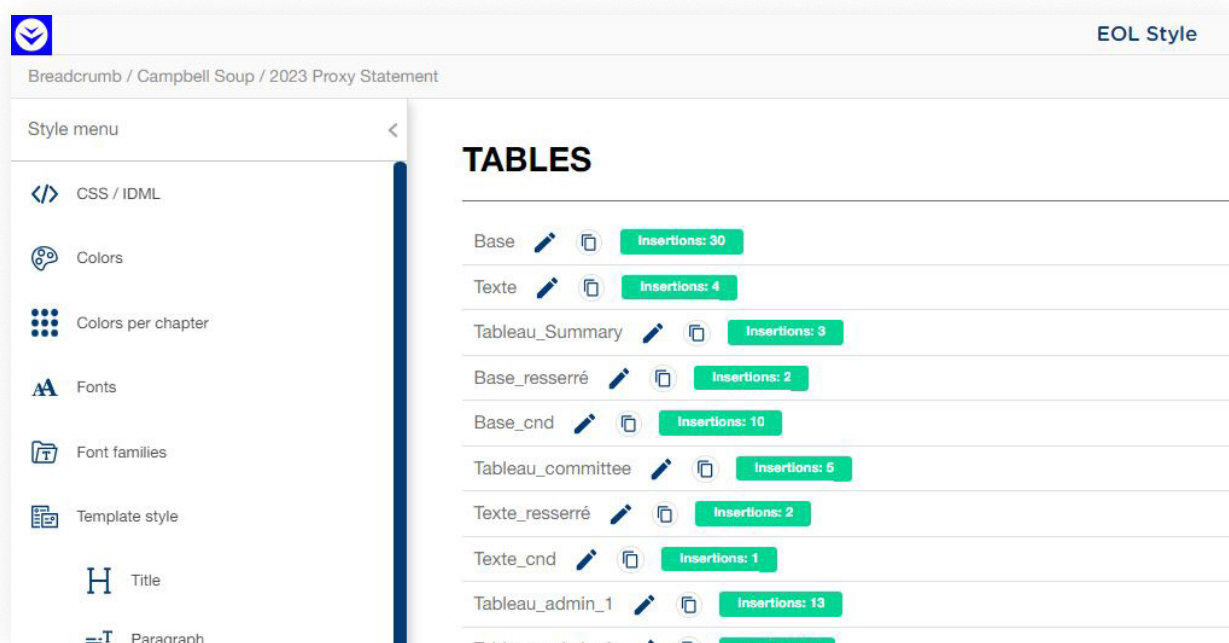 EOL Style
Breadcrumb / Campbell Soup / 2023 Proxy Statement
Style menu
CSS / IDML
Colors
Colors per chapter
Fonts
Font families
Template style
Title
Paragraph
TABLES
Base Insertions: 30
Texte Insertions: 4
Tableau_Summary Insertions: 3
Base_resserré Insertions: 2
Base_cnd Insertions: 10
Tableau_committee Insertions: 5
Texte_resserré Insertions: 2
Texte_cnd Insertions: 1
Tableau_admin_1 Insertions: 13